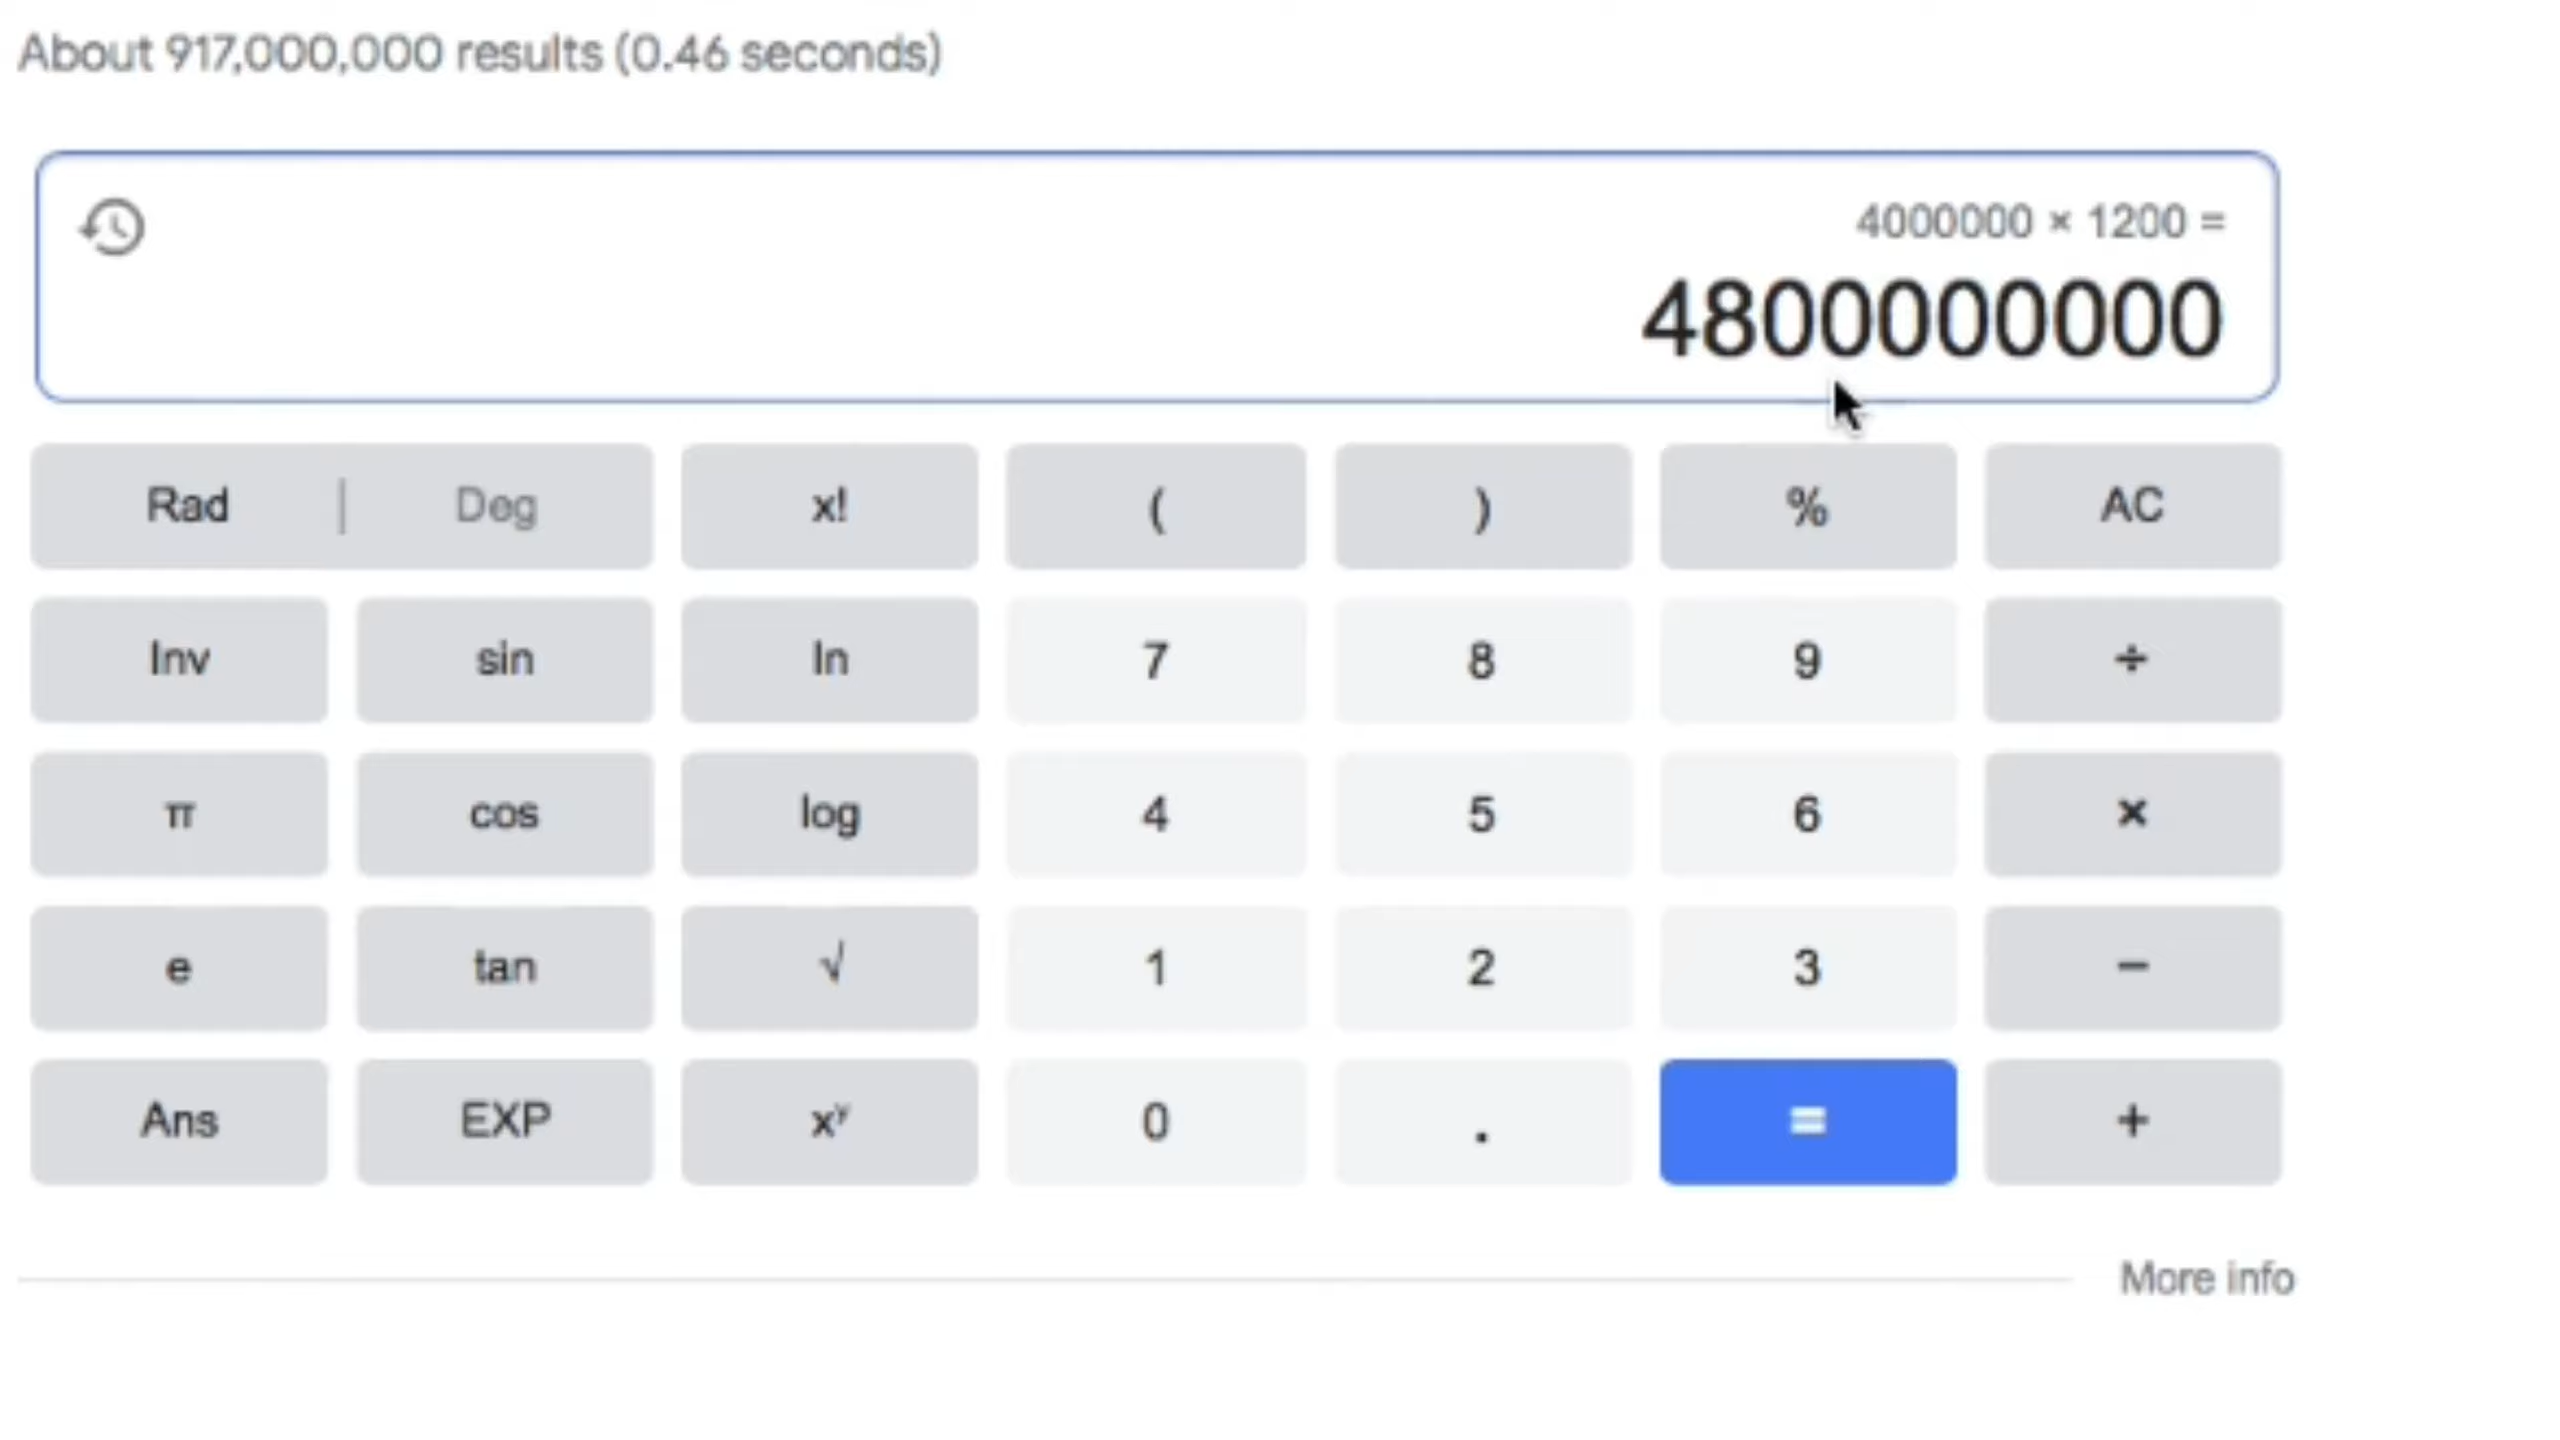 About 917,000,000 results (0.46 seconds)
4000000 × 1200 =
4800000000
Rad | Deg x! ( ) % AC
Inv sin ln 7 8 9 ÷
π cos log 4 5 6 ×
e tan √ 1 2 3 −
Ans EXP xʸ 0 . = +
More info